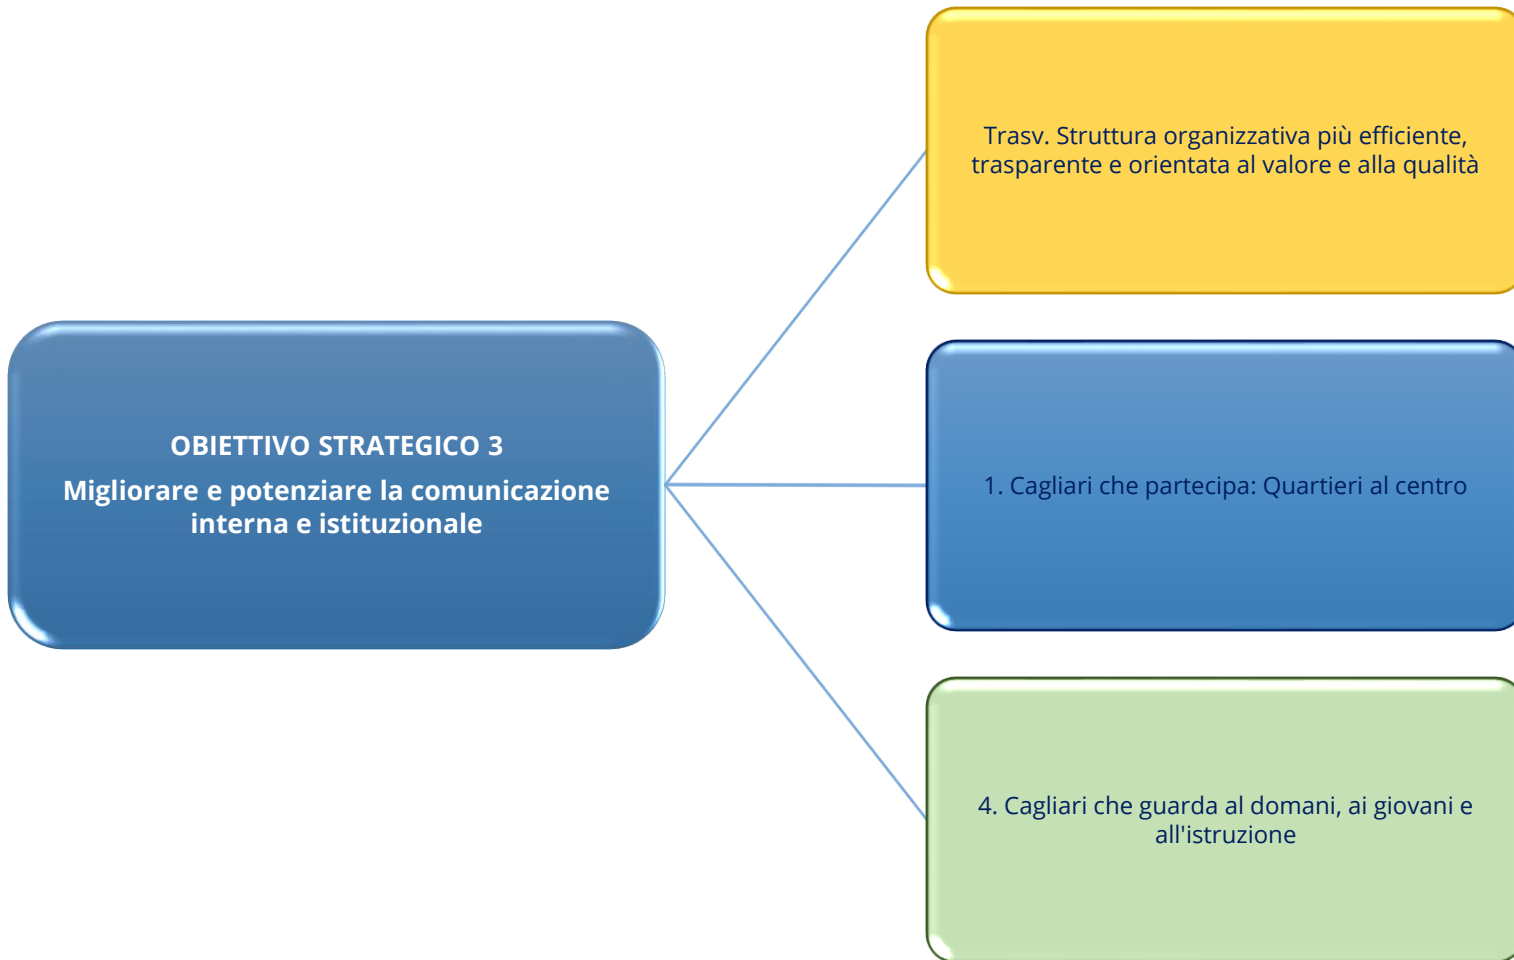 Trasv. Struttura organizzativa più efficiente,
trasparente e orientata al valore e alla qualità
OBIETTIVO STRATEGICO 3
Migliorare e potenziare la comunicazione
interna e istituzionale
1. Cagliari che partecipa: Quartieri al centro
4. Cagliari che guarda al domani, ai giovani e
all'istruzione